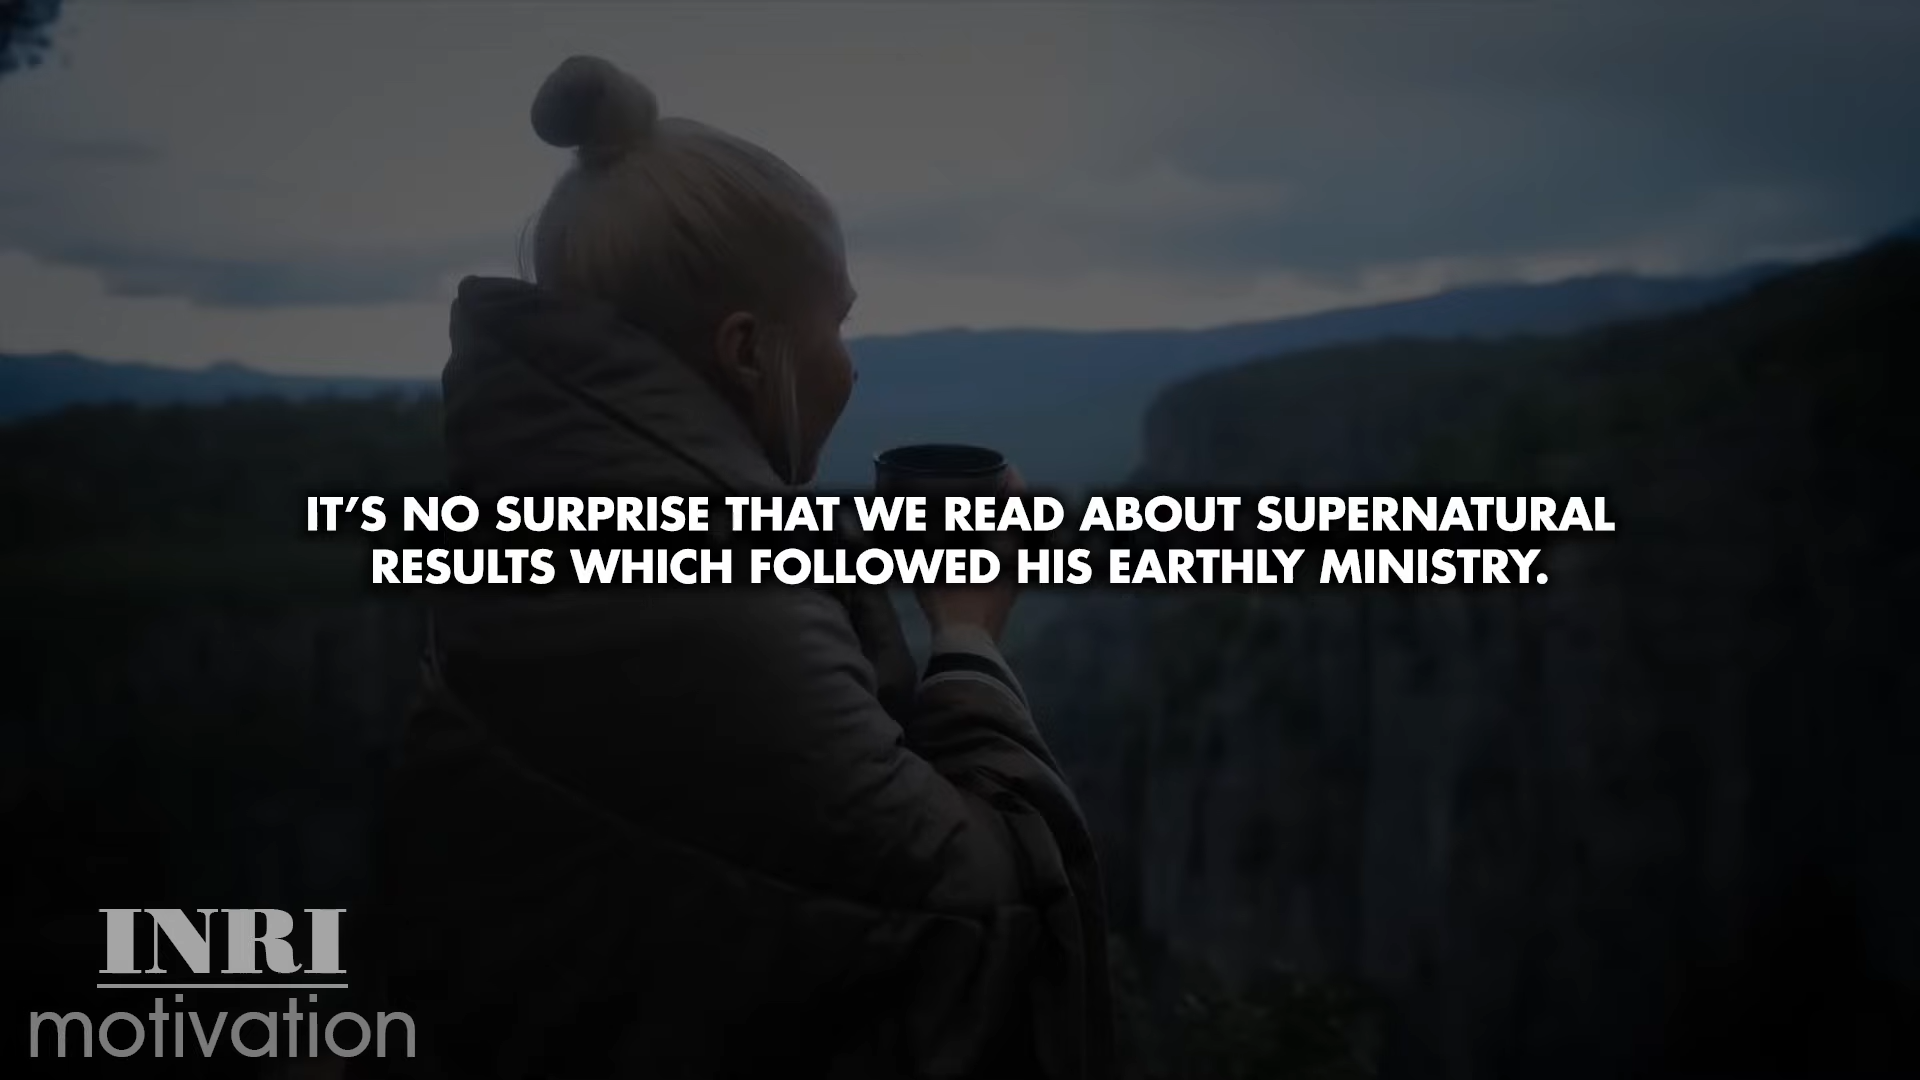 IT’S NO SURPRISE THAT WE READ ABOUT SUPERNATURAL
RESULTS WHICH FOLLOWED HIS EARTHLY MINISTRY.
INRI
motivation